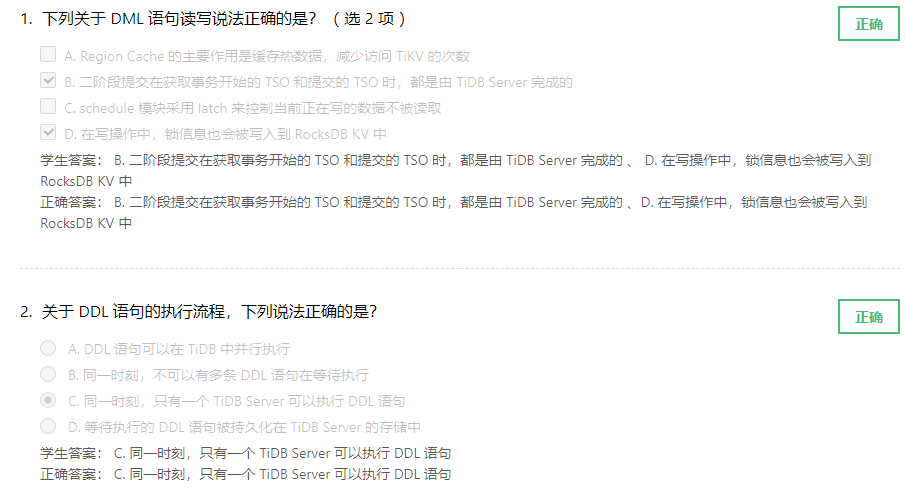 1. 下列关于 DML 语句读写说法正确的是？（ 选 2 项 ）
正确
A. Region Cache 的主要作用是缓存热数据，减少访问 TiKV 的次数
B. 二阶段提交在获取事务开始的 TSO 和提交的 TSO 时，都是由 TiDB Server 完成的
C. schedule 模块采用 latch 来控制当前正在写的数据不被读取
D. 在写操作中，锁信息也会被写入到 RocksDB KV 中
学生答案： B. 二阶段提交在获取事务开始的 TSO 和提交的 TSO 时，都是由 TiDB Server 完成的 、 D. 在写操作中，锁信息也会被写入到
RocksDB KV 中
正确答案： B. 二阶段提交在获取事务开始的 TSO 和提交的 TSO 时，都是由 TiDB Server 完成的 、D. 在写操作中，锁信息也会被写入到
RocksDB KV 中
2. 关于 DDL 语句的执行流程，下列说法正确的是？
正确
A. DDL 语句可以在 TiDB 中并行执行
B. 同一时刻，不可以有多条 DDL 语句在等待执行
C. 同一时刻，只有一个 TiDB Server 可以执行 DDL 语句
D. 等待执行的 DDL 语句被持久化在 TiDB Server 的存储中
学生答案： C. 同一时刻，只有一个 TiDB Server 可以执行 DDL 语句
正确答案： C. 同一时刻，只有一个 TiDB Server 可以执行 DDL 语句